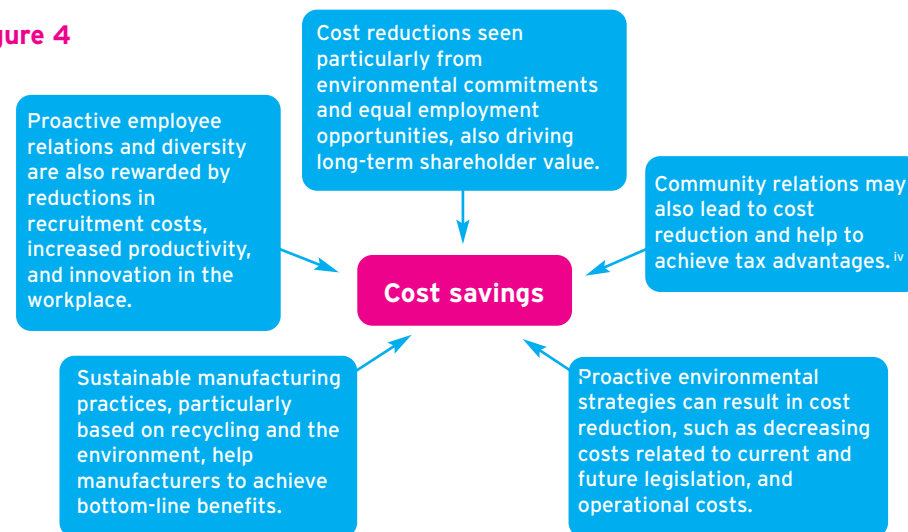 gure 4
Cost reductions seen
particularly from
environmental commitments
and equal employment
opportunities, also driving
long-term shareholder value.
Proactive employee
relations and diversity
are also rewarded by
reductions in
recruitment costs,
increased productivity,
and innovation in the
workplace.
Community relations may
also lead to cost
reduction and help to
achieve tax advantages. iv
Cost savings
Sustainable manufacturing
practices, particularly
based on recycling and the
environment, help
manufacturers to achieve
bottom-line benefits.
Proactive environmental
strategies can result in cost
reduction, such as decreasing
costs related to current and
future legislation, and
operational costs.